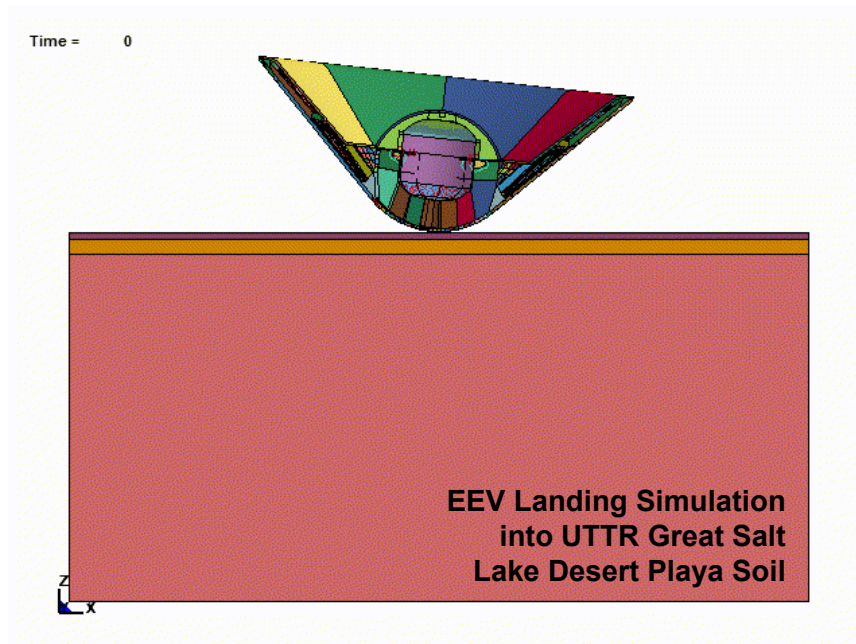 Time = 0
EEV Landing Simulation
into UTTR Great Salt
Lake Desert Playa Soil
Z
X